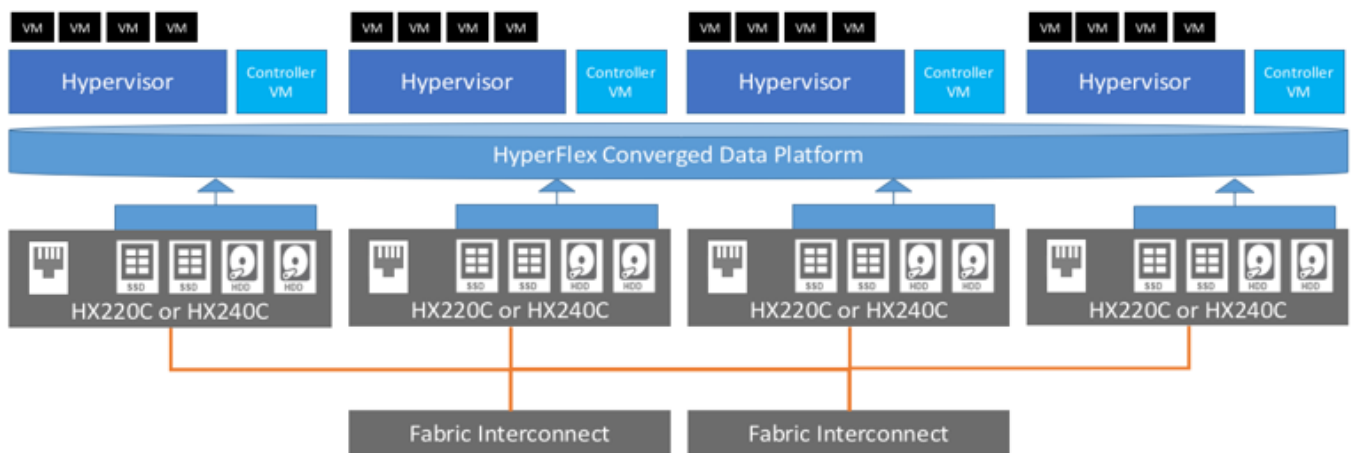 VM VM VM VM VM VM VM VM VM VM VM VM VM VM VM VM
Hypervisor
Controller
VM
Hypervisor
Controller
VM
Hypervisor
Controller
VM
Hypervisor
Controller
VM
HyperFlex Converged Data Platform
SSD SSD HDD HDD
HX220C or HX240C
SSD SSD HDD HDD
HX220C or HX240C
SSD SSD HDD HDD
HX220C or HX240C
SSD SSD HDD HDD
HX220C or HX240C
Fabric Interconnect
Fabric Interconnect